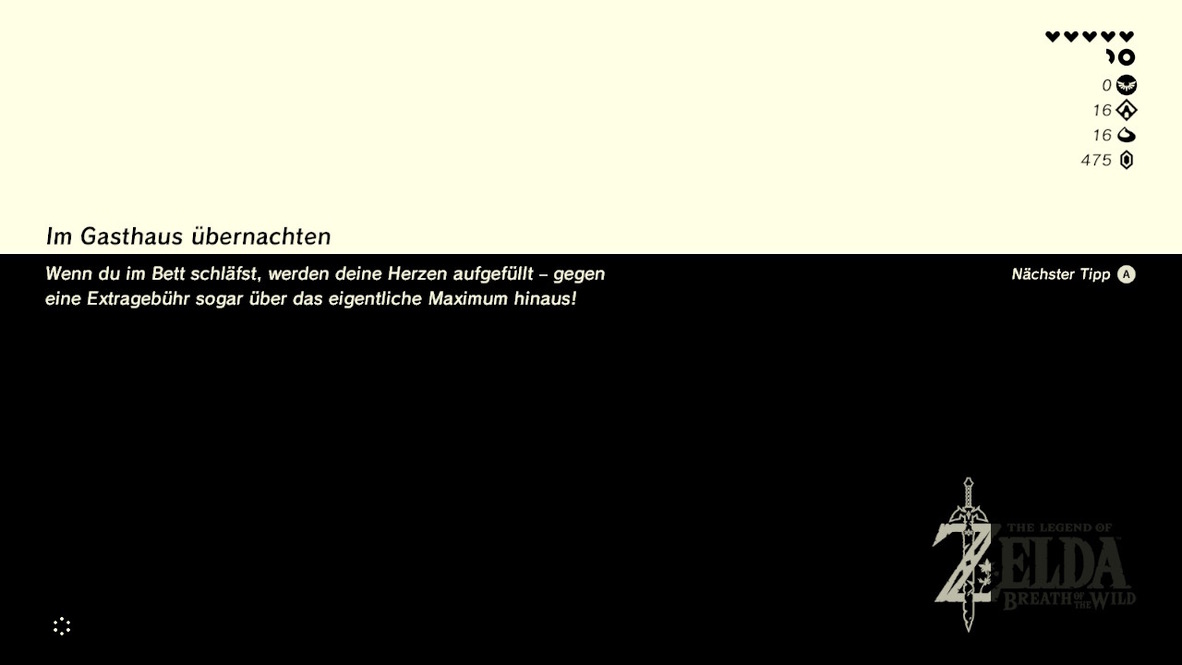 0
16
16
475
Im Gasthaus übernachten
Wenn du im Bett schläfst, werden deine Herzen aufgefüllt – gegen
eine Extragebühr sogar über das eigentliche Maximum hinaus!
Nächster Tipp A
THE LEGEND OF
ZELDA
BREATH OF THE WILD